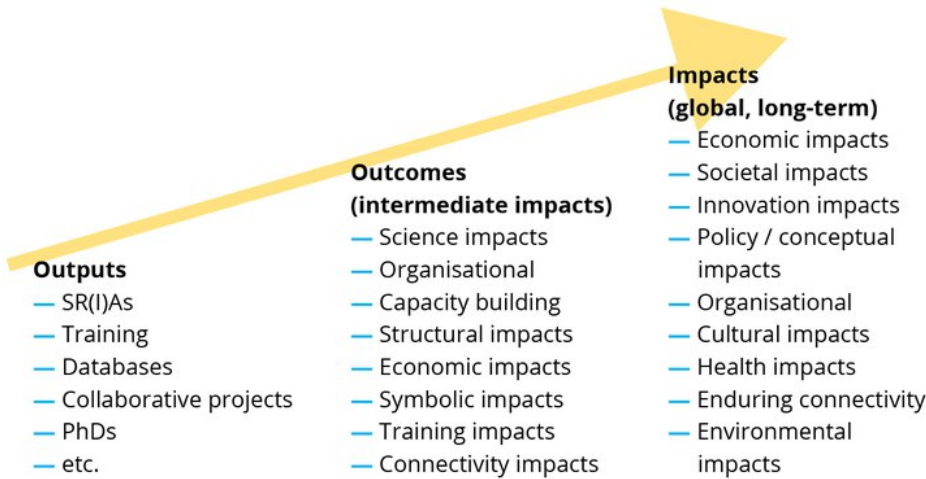 Outputs
— SR(I)As
— Training
— Databases
— Collaborative projects
— PhDs
— etc.
Outcomes
(intermediate impacts)
— Science impacts
— Organisational
— Capacity building
— Structural impacts
— Economic impacts
— Symbolic impacts
— Training impacts
— Connectivity impacts
Impacts
(global, long-term)
— Economic impacts
— Societal impacts
— Innovation impacts
— Policy / conceptual
impacts
— Organisational
— Cultural impacts
— Health impacts
— Enduring connectivity
— Environmental
impacts